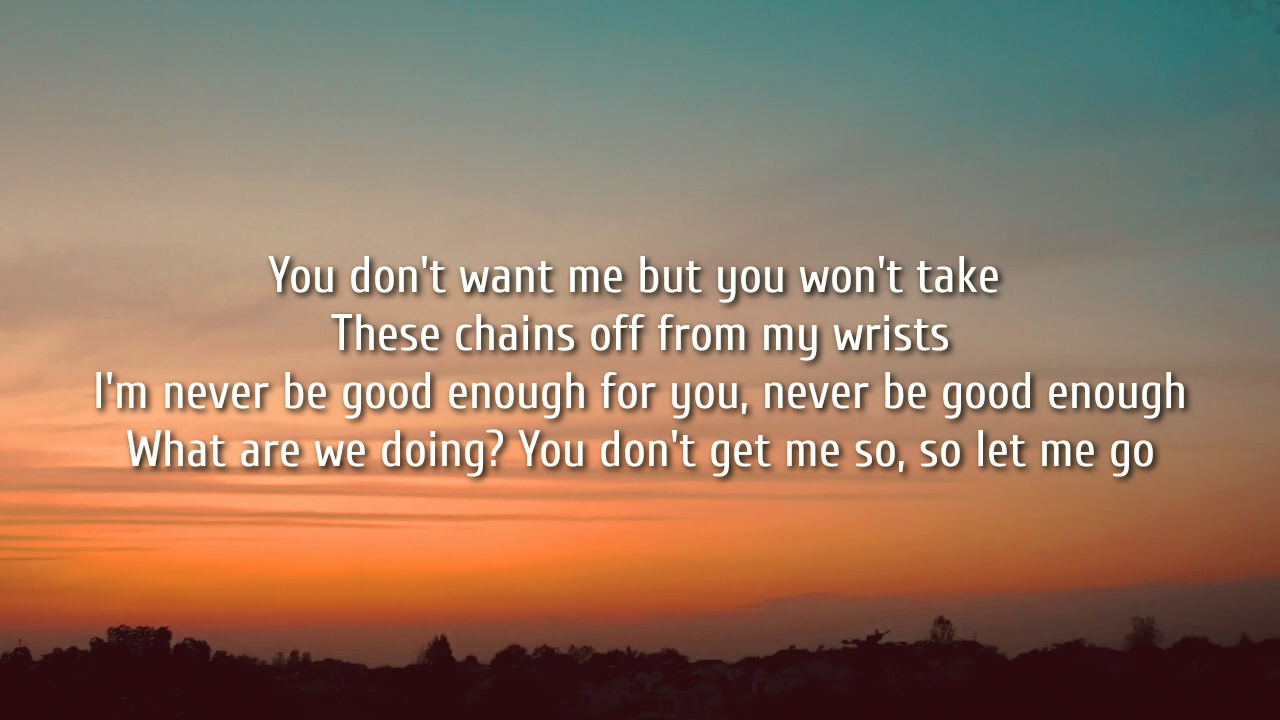 You don't want me but you won't take
These chains off from my wrists
I'm never be good enough for you, never be good enough
What are we doing? You don't get me so, so let me go